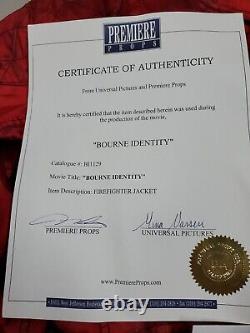 PREMIERE
PROPS
CERTIFICATE OF AUTHENTICITY
From Universal Pictures and Premiere Props
It is hereby certified that the item described herein was used during
the production of the movie,
"BOURNE IDENTITY"
Catalogue #: BI1129
Movie Title: "BOURNE IDENTITY"
Item Description: FIREFIGHTER JACKET
PREMIERE PROPS
UNIVERSAL PICTURES
www.PremiereProps.com
West Jefferson